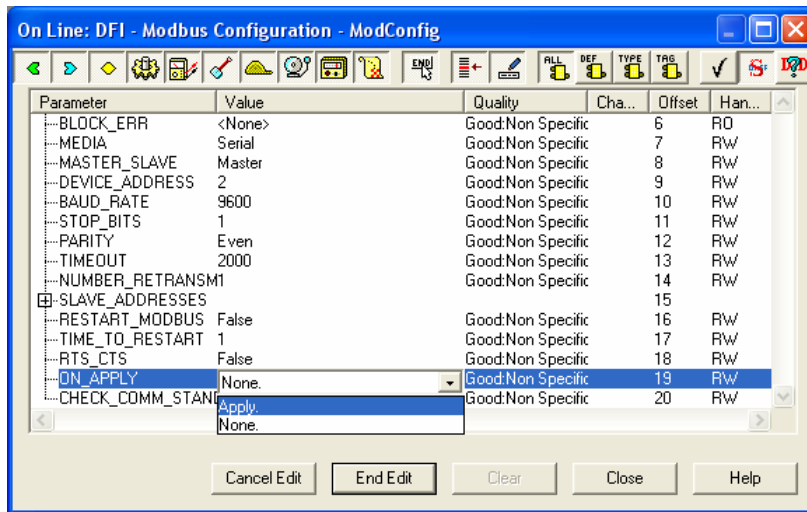 On Line: DFI - Modbus Configuration - ModConfig
END ALL DEF TYPE TAG
Parameter Value Quality Cha... Offset Han...
BLOCK_ERR <None> Good:Non Specific 6 RO
MEDIA Serial Good:Non Specific 7 RW
MASTER_SLAVE Master Good:Non Specific 8 RW
DEVICE_ADDRESS 2 Good:Non Specific 9 RW
BAUD_RATE 9600 Good:Non Specific 10 RW
STOP_BITS 1 Good:Non Specific 11 RW
PARITY Even Good:Non Specific 12 RW
TIMEOUT 2000 Good:Non Specific 13 RW
NUMBER_RETRANSM 1 Good:Non Specific 14 RW
SLAVE_ADDRESSES 15
RESTART_MODBUS False Good:Non Specific 16 RW
TIME_TO_RESTART 1 Good:Non Specific 17 RW
RTS_CTS False Good:Non Specific 18 RW
ON_APPLY None. Good:Non Specific 19 RW
CHECK_COMM_STAND Apply. Good:Non Specific 20 RW
None.
Cancel Edit End Edit Clear Close Help